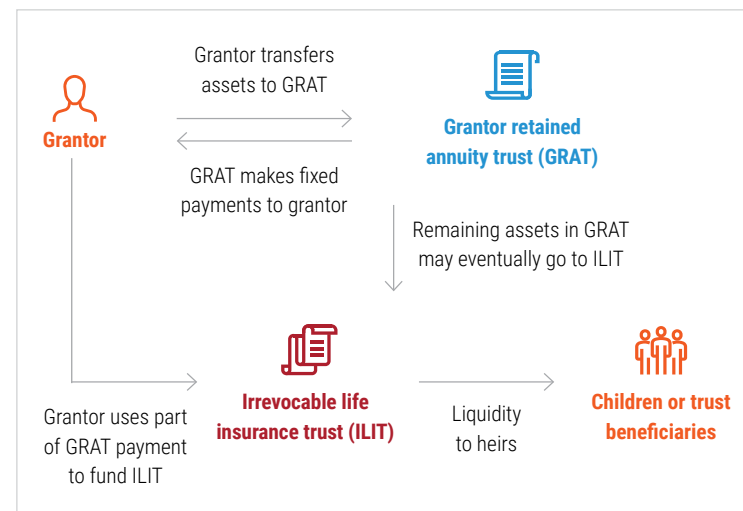 Grantor transfers
assets to GRAT
Grantor
Grantor retained
annuity trust (GRAT)
GRAT makes fixed
payments to grantor
Remaining assets in GRAT
may eventually go to ILIT
Grantor uses part
of GRAT payment
to fund ILIT
Irrevocable life
insurance trust (ILIT)
Liquidity
to heirs
Children or trust
beneficiaries